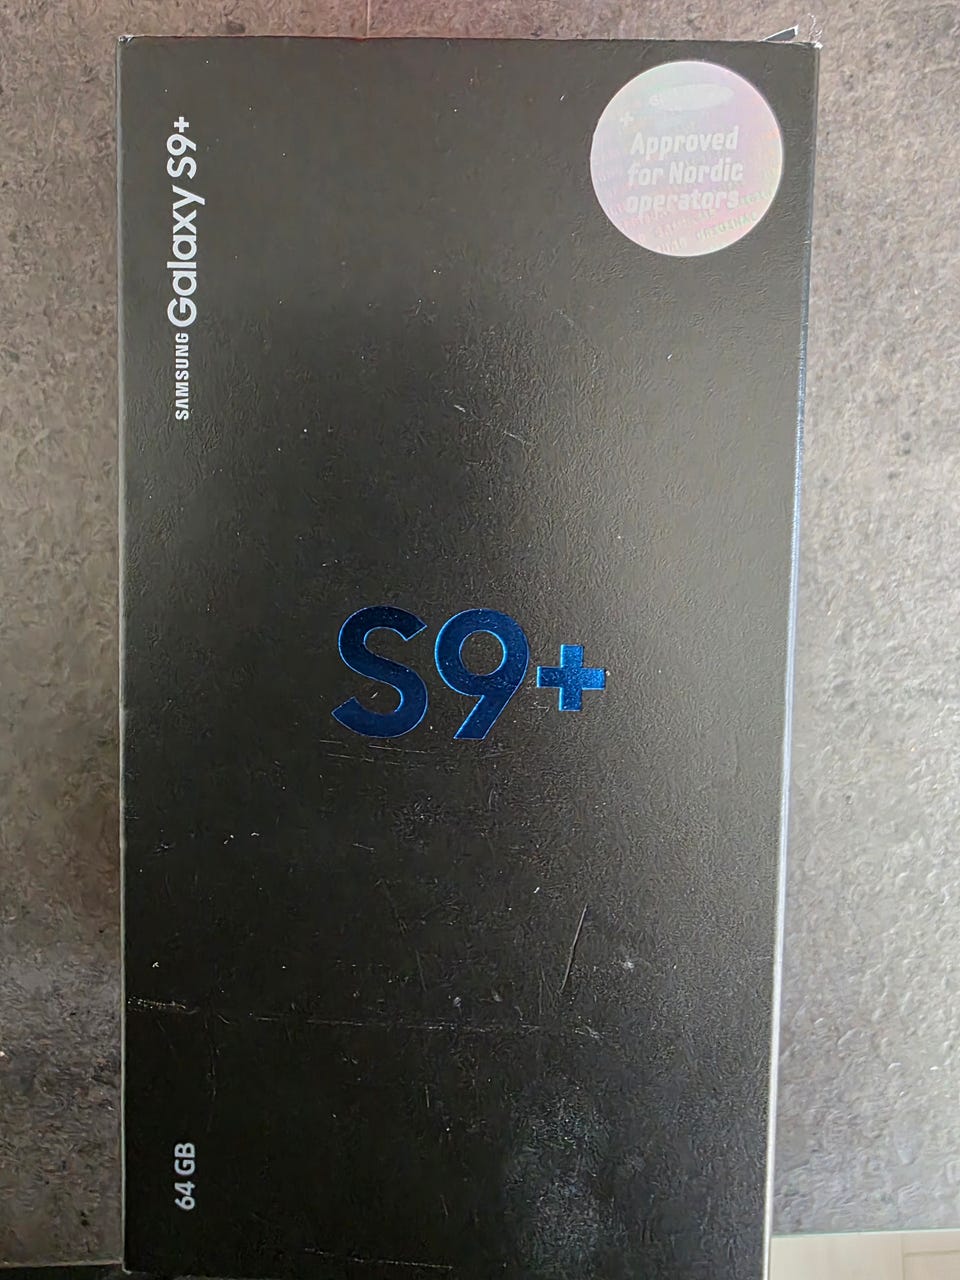 SAMSUNG Galaxy S9+
Approved
for Nordic
operators
S9+
64 GB